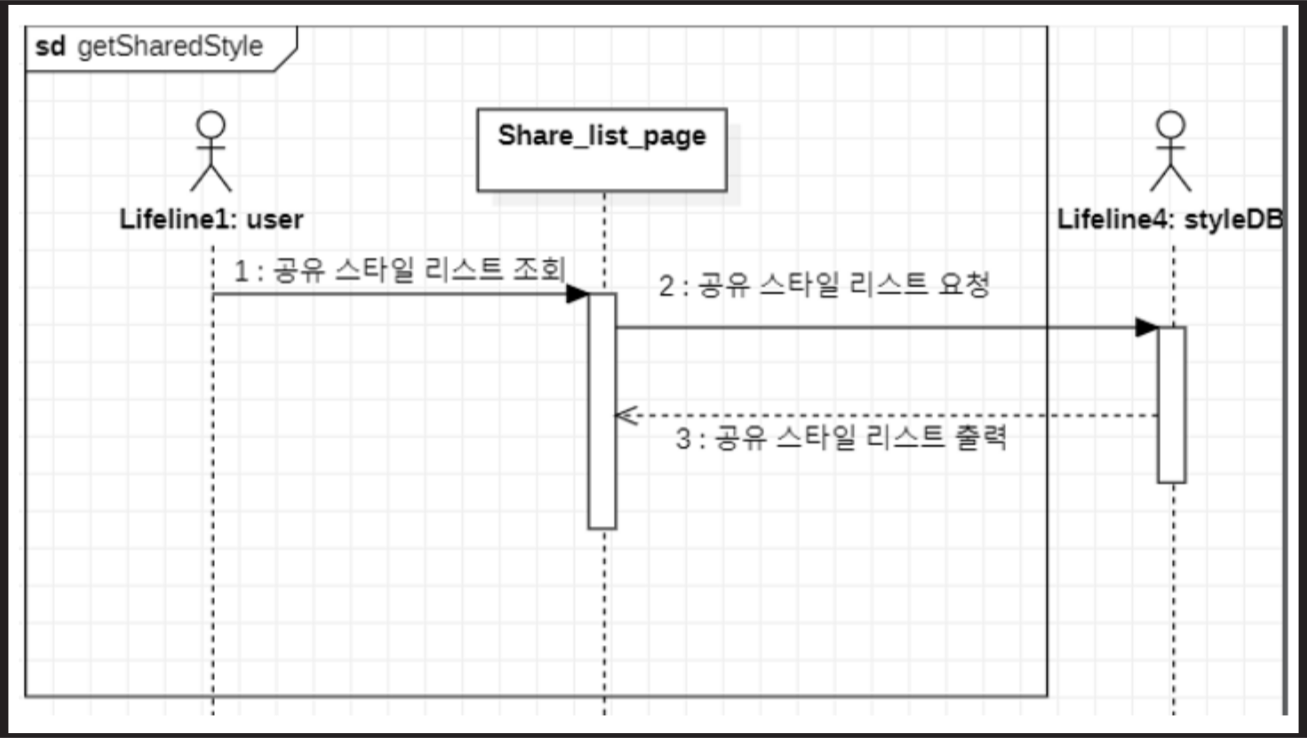 sd getSharedStyle
Share_list_page
Lifeline1: user
Lifeline4: styleDB
1 : 공유 스타일 리스트 조회
2 : 공유 스타일 리스트 요청
3 : 공유 스타일 리스트 출력